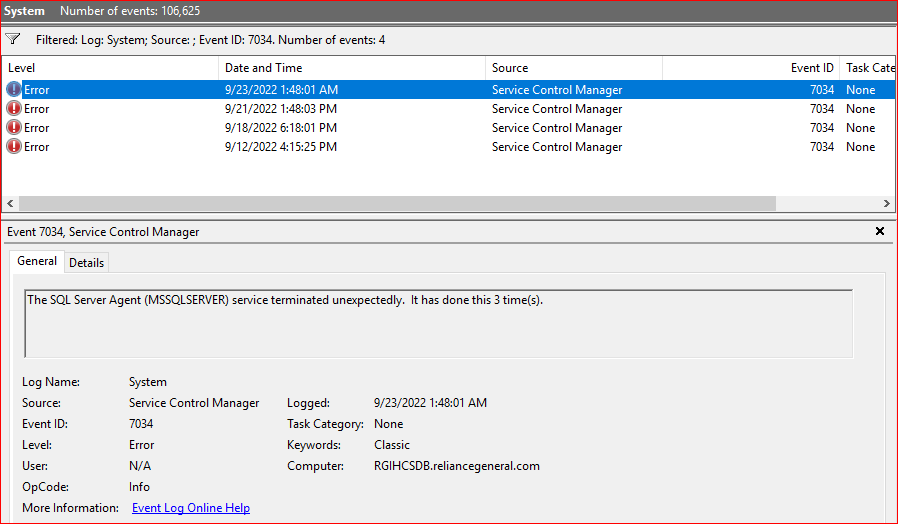 System Number of events: 106,625
Filtered: Log: System; Source: ; Event ID: 7034. Number of events: 4
Level Date and Time Source Event ID Task Cate
Error 9/23/2022 1:48:01 AM Service Control Manager 7034 None
Error 9/21/2022 1:48:03 PM Service Control Manager 7034 None
Error 9/18/2022 6:18:01 PM Service Control Manager 7034 None
Error 9/12/2022 4:15:25 PM Service Control Manager 7034 None
Event 7034, Service Control Manager
General Details
The SQL Server Agent (MSSQLSERVER) service terminated unexpectedly.  It has done this 3 time(s).
Log Name: System
Source: Service Control Manager Logged: 9/23/2022 1:48:01 AM
Event ID: 7034 Task Category: None
Level: Error Keywords: Classic
User: N/A Computer: RGIHCSDB.reliancegeneral.com
OpCode: Info
More Information: Event Log Online Help